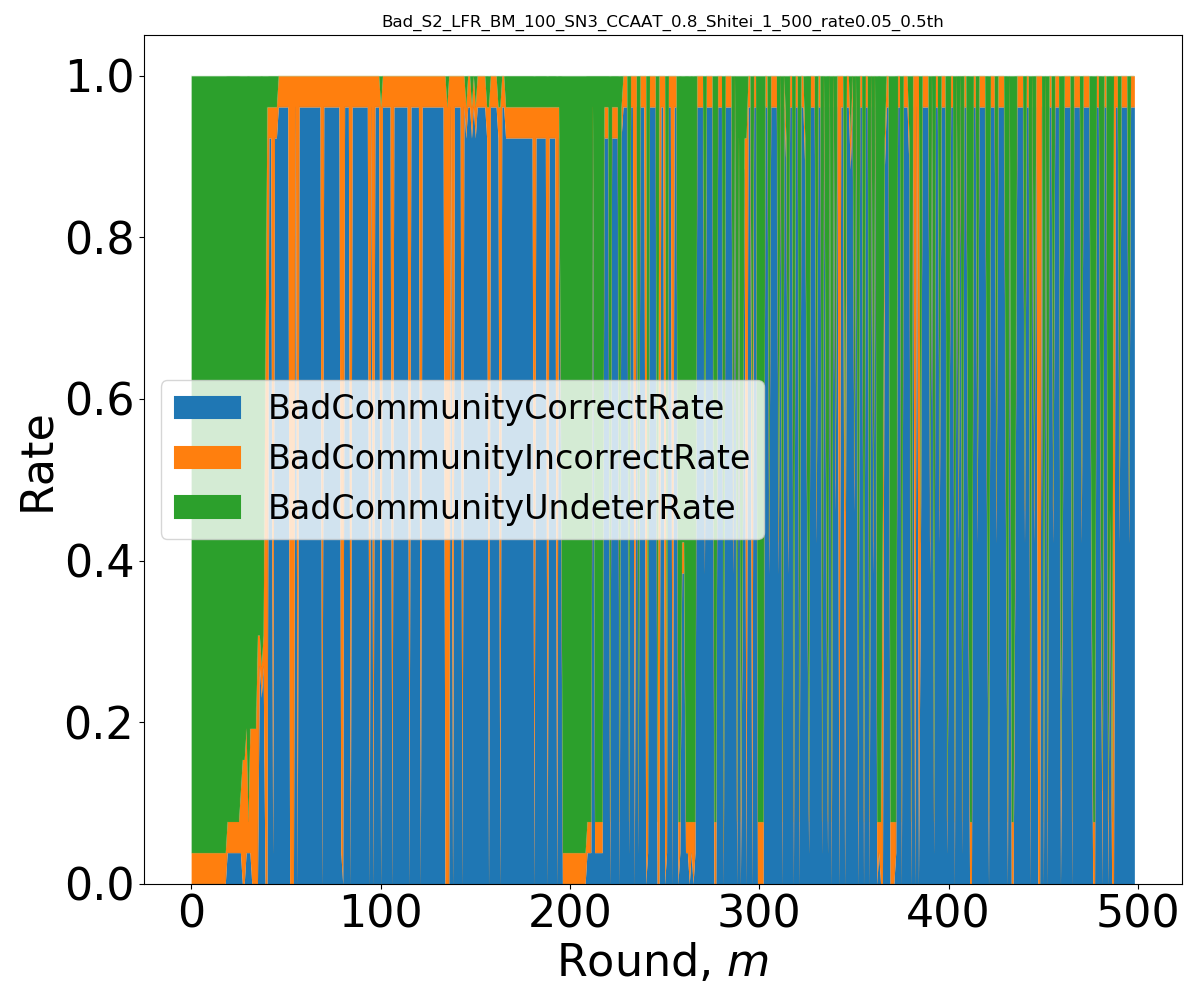 Bad_S2_LFR_BM_100_SN3_CCAAT_0.8_Shitei_1_500_rate0.05_0.5th
1.0
0.8
0.6
0.4
0.2
0.0
Rate
BadCommunityCorrectRate
BadCommunityIncorrectRate
BadCommunityUndeterRate
0 100 200 300 400 500
Round, m